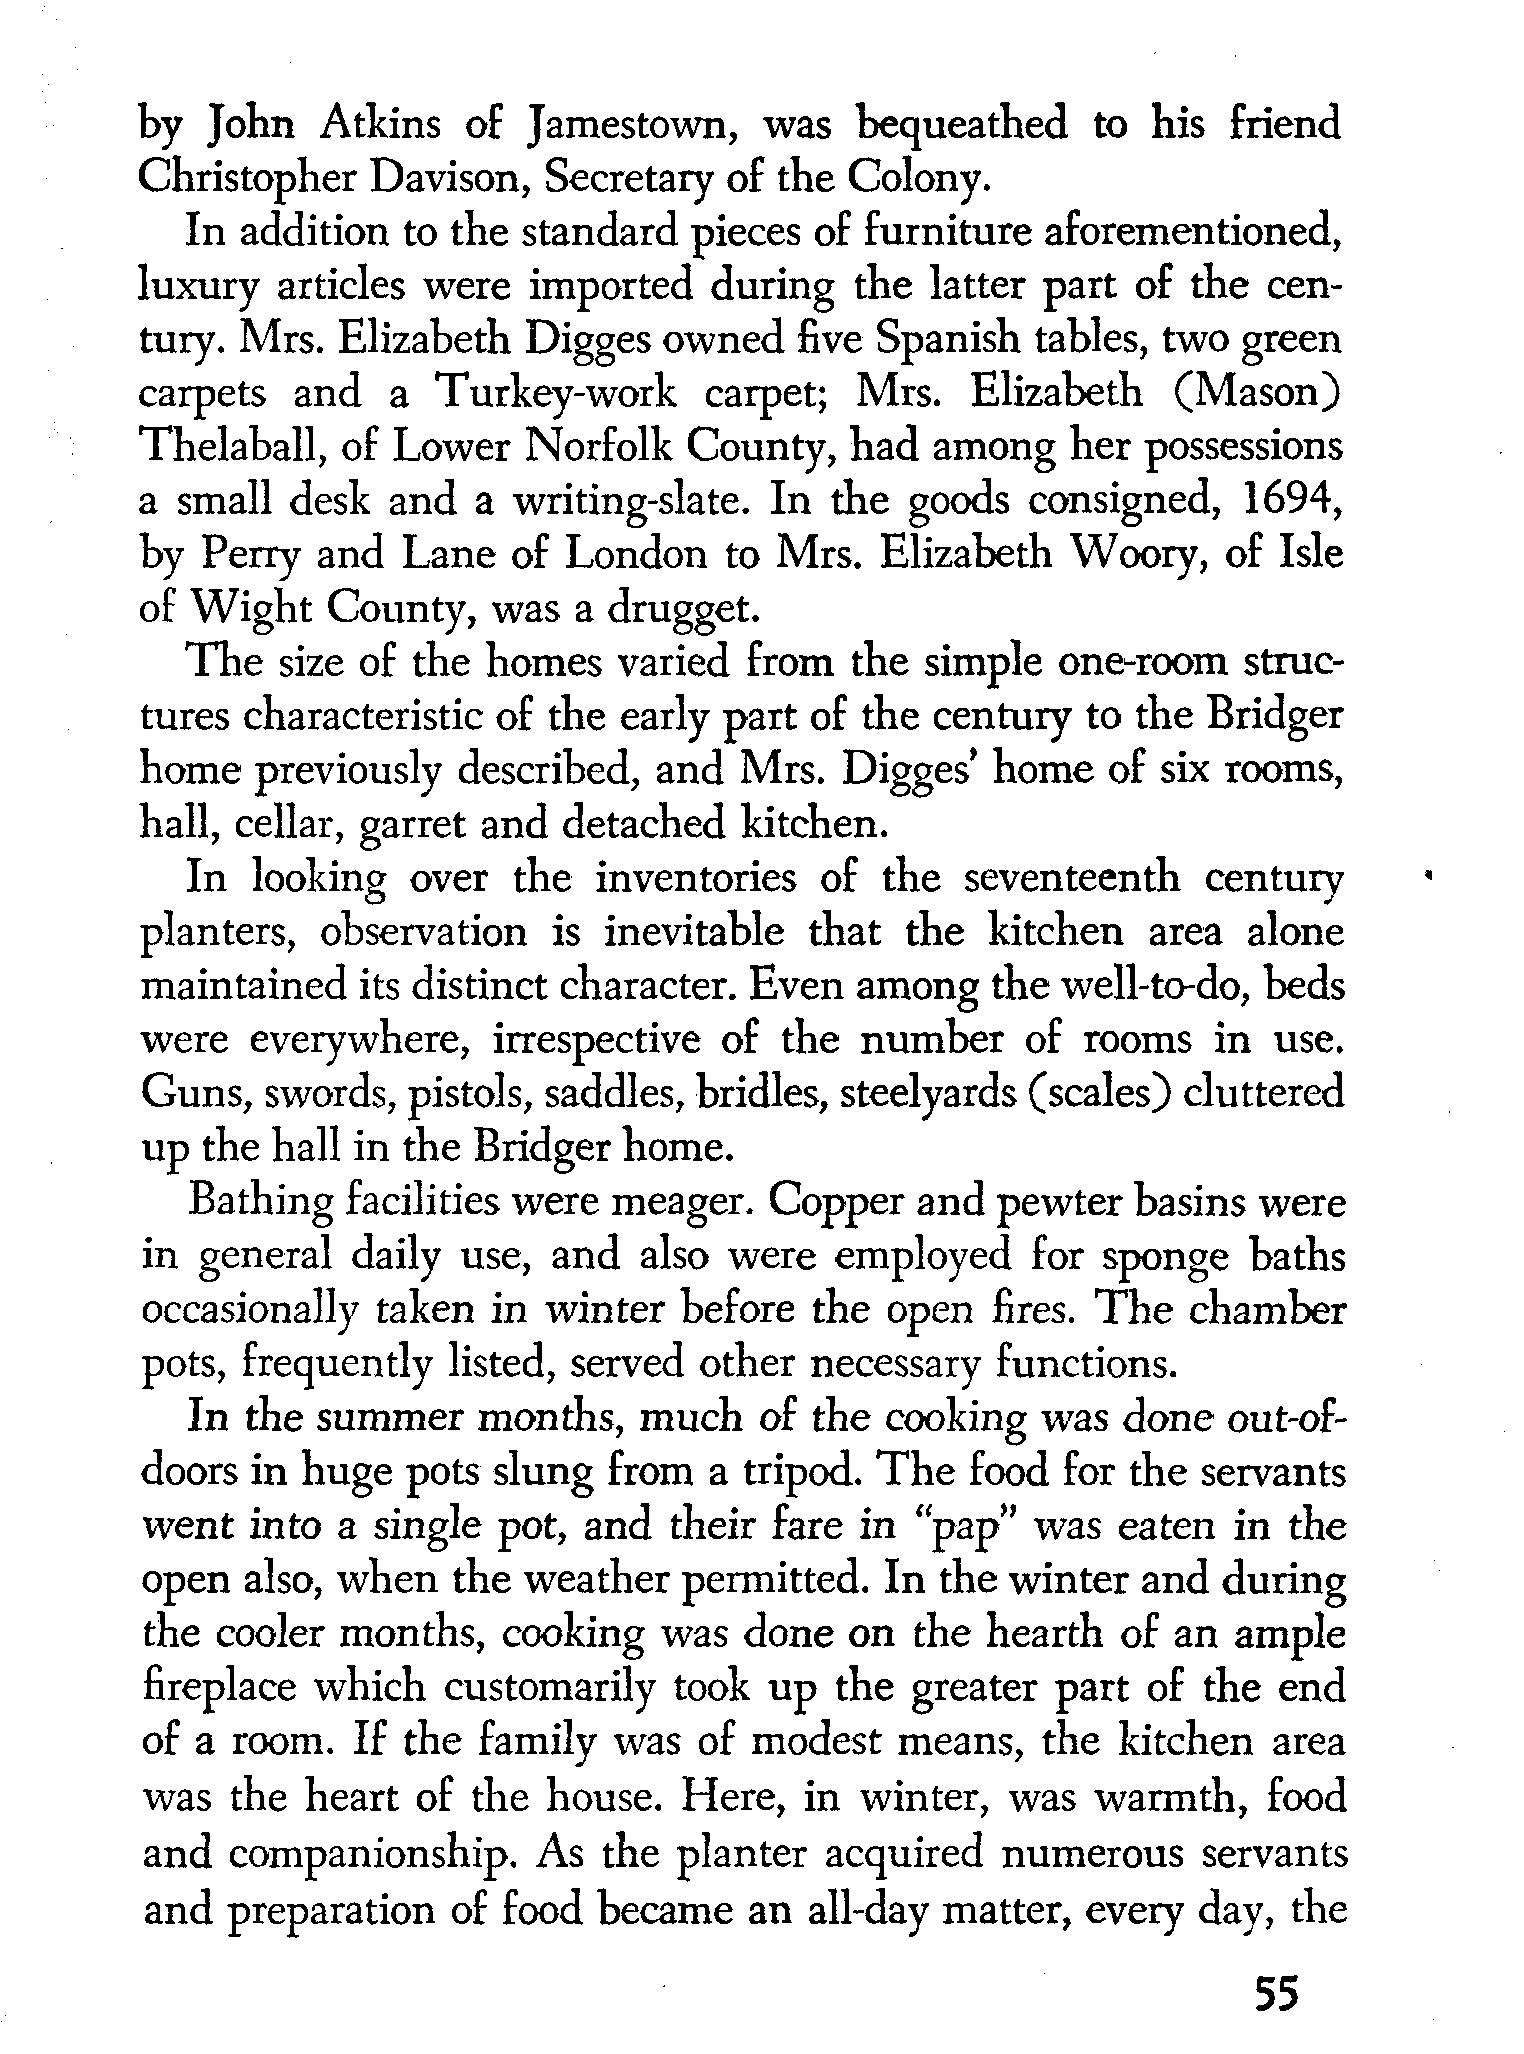 by John Atkins of Jamestown, was bequeathed to his friend
Christopher Davison, Secretary of the Colony.
In addition to the standard pieces of furniture aforementioned,
luxury articles were imported during the latter part of the cen-
tury. Mrs. Elizabeth Digges owned five Spanish tables, two green
carpets and a Turkey-work carpet; Mrs. Elizabeth (Mason)
Thelaball, of Lower Norfolk County, had among her possessions
a small desk and a writing-slate. In the goods consigned, 1694,
by Perry and Lane of London to Mrs. Elizabeth Woory, of Isle
of Wight County, was a drugget.
The size of the homes varied from the simple one-room struc-
tures characteristic of the early part of the century to the Bridger
home previously described, and Mrs. Digges' home of six rooms,
hall, cellar, garret and detached kitchen.
In looking over the inventories of the seventeenth century
planters, observation is inevitable that the kitchen area alone
maintained its distinct character. Even among the well-to-do, beds
were everywhere, irrespective of the number of rooms in use.
Guns, swords, pistols, saddles, bridles, steelyards (scales) cluttered
up the hall in the Bridger home.
Bathing facilities were meager. Copper and pewter basins were
in general daily use, and also were employed for sponge baths
occasionally taken in winter before the open fires. The chamber
pots, frequently listed, served other necessary functions.
In the summer months, much of the cooking was done out-of-
doors in huge pots slung from a tripod. The food for the servants
went into a single pot, and their fare in “pap” was eaten in the
open also, when the weather permitted. In the winter and during
the cooler months, cooking was done on the hearth of an ample
fireplace which customarily took up the greater part of the end
of a room. If the family was of modest means, the kitchen area
was the heart of the house. Here, in winter, was warmth, food
and companionship. As the planter acquired numerous servants
and preparation of food became an all-day matter, every day, the
55